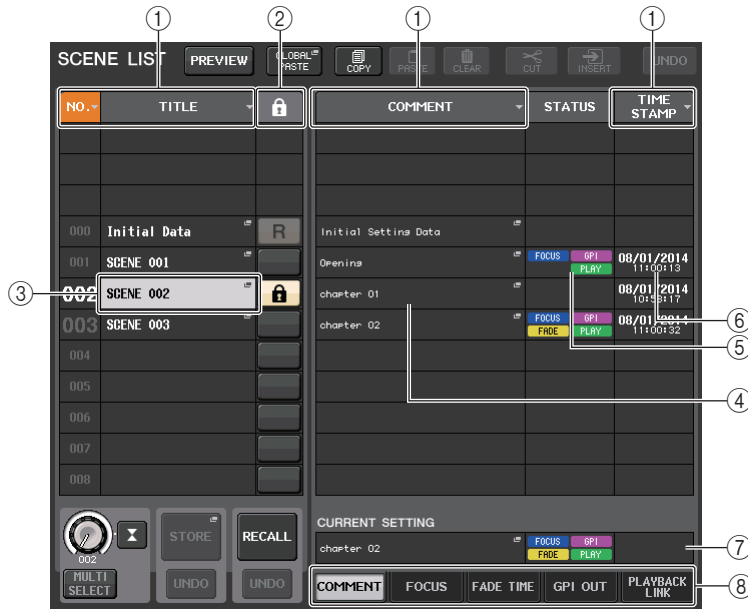 ① ② ① ①
SCENE LIST PREVIEW GLOBAL PASTE COPY PASTE CLEAR CUT INSERT UNDO
NO. TITLE COMMENT STATUS TIME STAMP
000 Initial Data R Initial Setting Data
001 SCENE 001 Opening FOCUS GPI PLAY 08/01/2014 11:00:13
③ 002 SCENE 002 chapter 01 08/01/2014 10:58:17
⑥
003 SCENE 003 chapter 02 FOCUS GPI FADE PLAY 08/01/2014 11:00:32
⑤
004
005
④
006
007
008
002 STORE RECALL
MULTI SELECT UNDO UNDO
CURRENT SETTING
chapter 02 FOCUS GPI FADE PLAY ⑦
COMMENT FOCUS FADE TIME GPI OUT PLAYBACK LINK ⑧